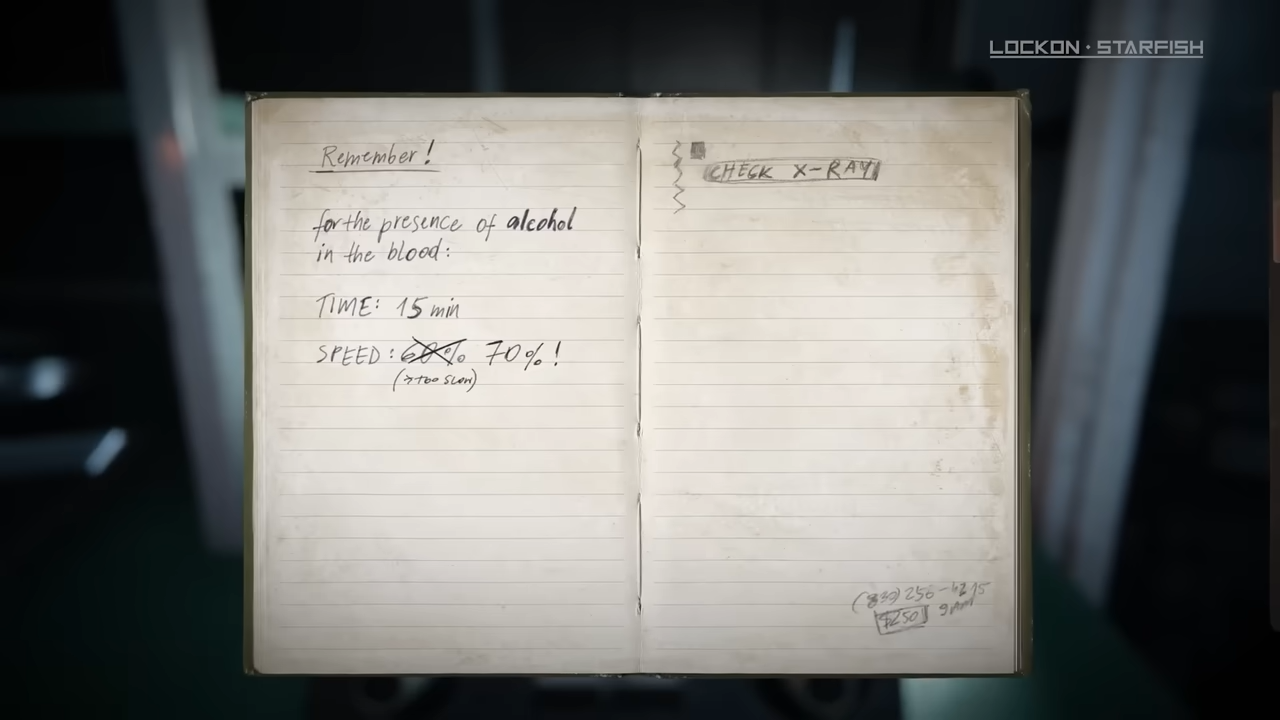 LOCKON · STARFISH
Remember!
for the presence of alcohol
in the blood:
TIME: 15 min
SPEED: 60% 70%!
(→ too slow)
CHECK X-RAY
$250